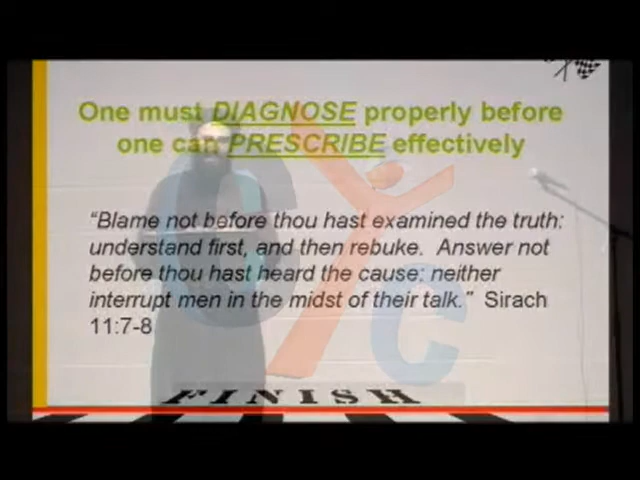 One must DIAGNOSE properly before
one can PRESCRIBE effectively
“Blame not before thou hast examined the truth:
understand first, and then rebuke. Answer not
before thou hast heard the cause: neither
interrupt men in the midst of their talk.” Sirach
11:7-8
OYC
FINISH